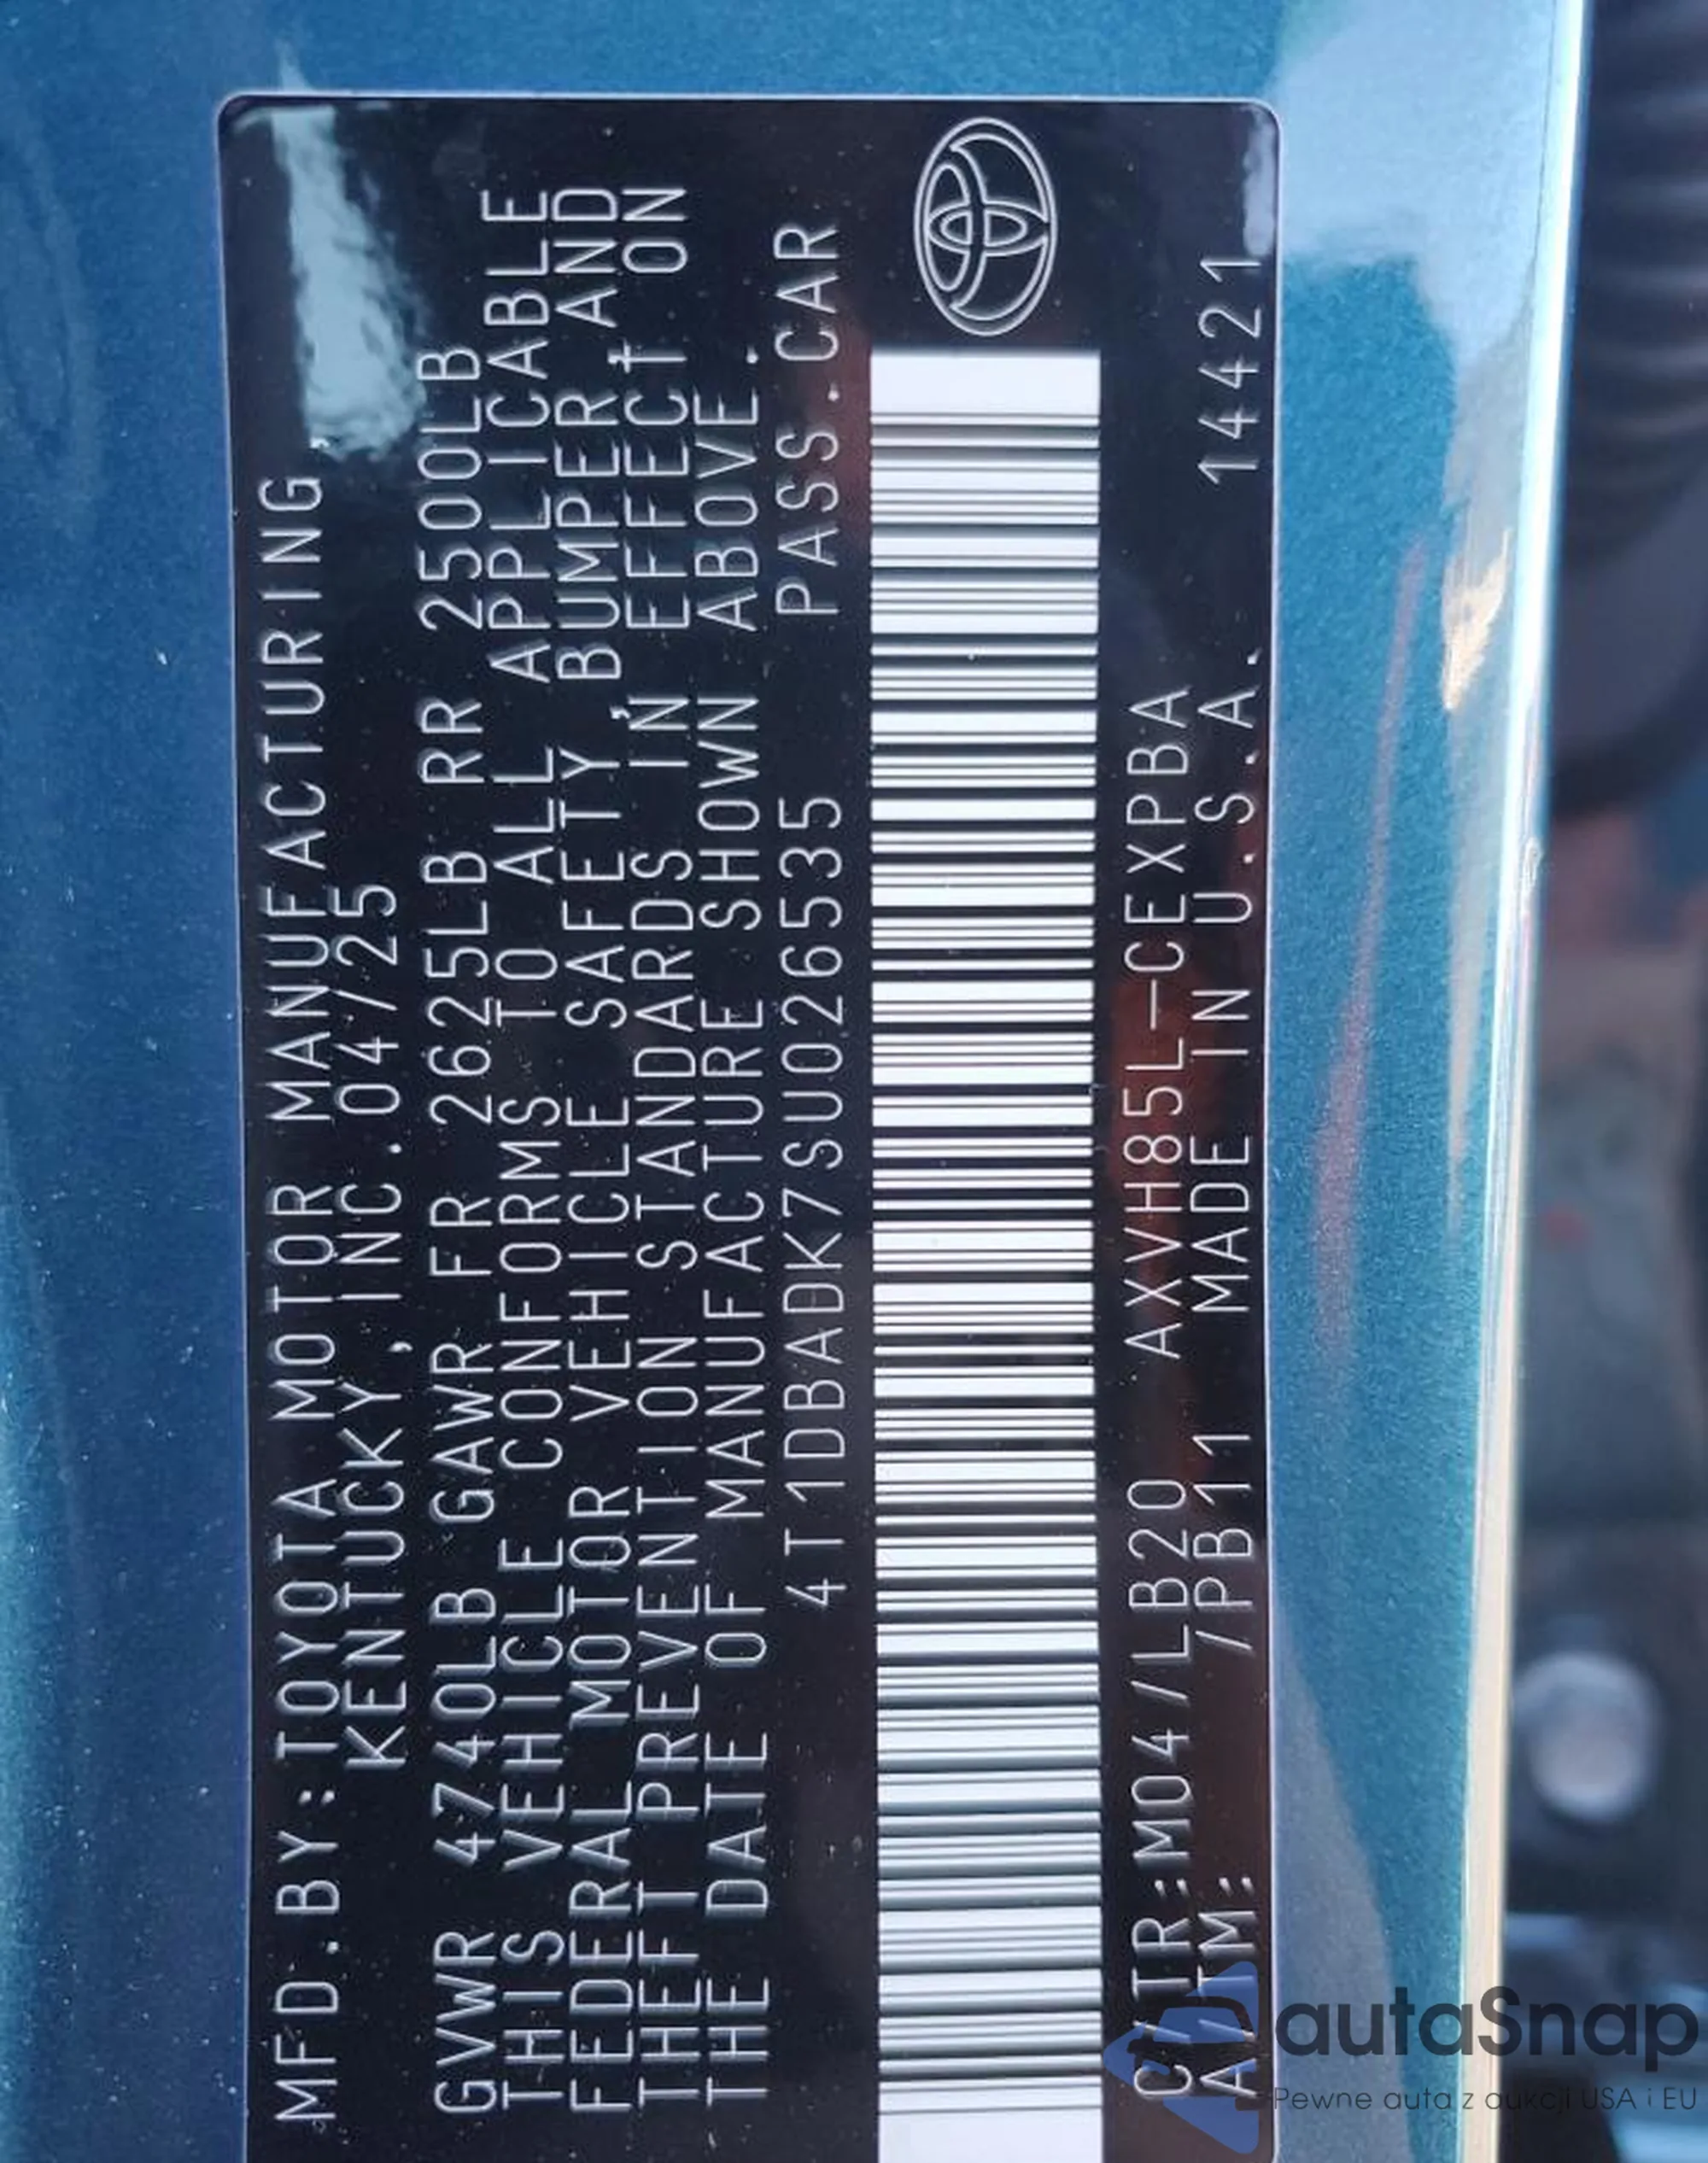 MFD.BY:TOYOTA MOTOR MANUFACTURING,
KENTUCKY, INC. 04/25
GVWR 4740LB GAWR FR 2625LB RR 2500LB
THIS VEHICLE CONFORMS TO ALL APPLICABLE
FEDERAL MOTOR VEHICLE SAFETY,BUMPER,AND
THEFT PREVENTION STANDARDS IN EFFECT ON
THE DATE OF MANUFACTURE SHOWN ABOVE.
4T1DBADK7SU026535 PASS.CAR
C/TR:M04/LB20 AXVH85L-CEXPBA
A/TM: /PB11 MADE IN U.S.A. 14421
autaSnap
Pewne auta z aukcji USA i EU